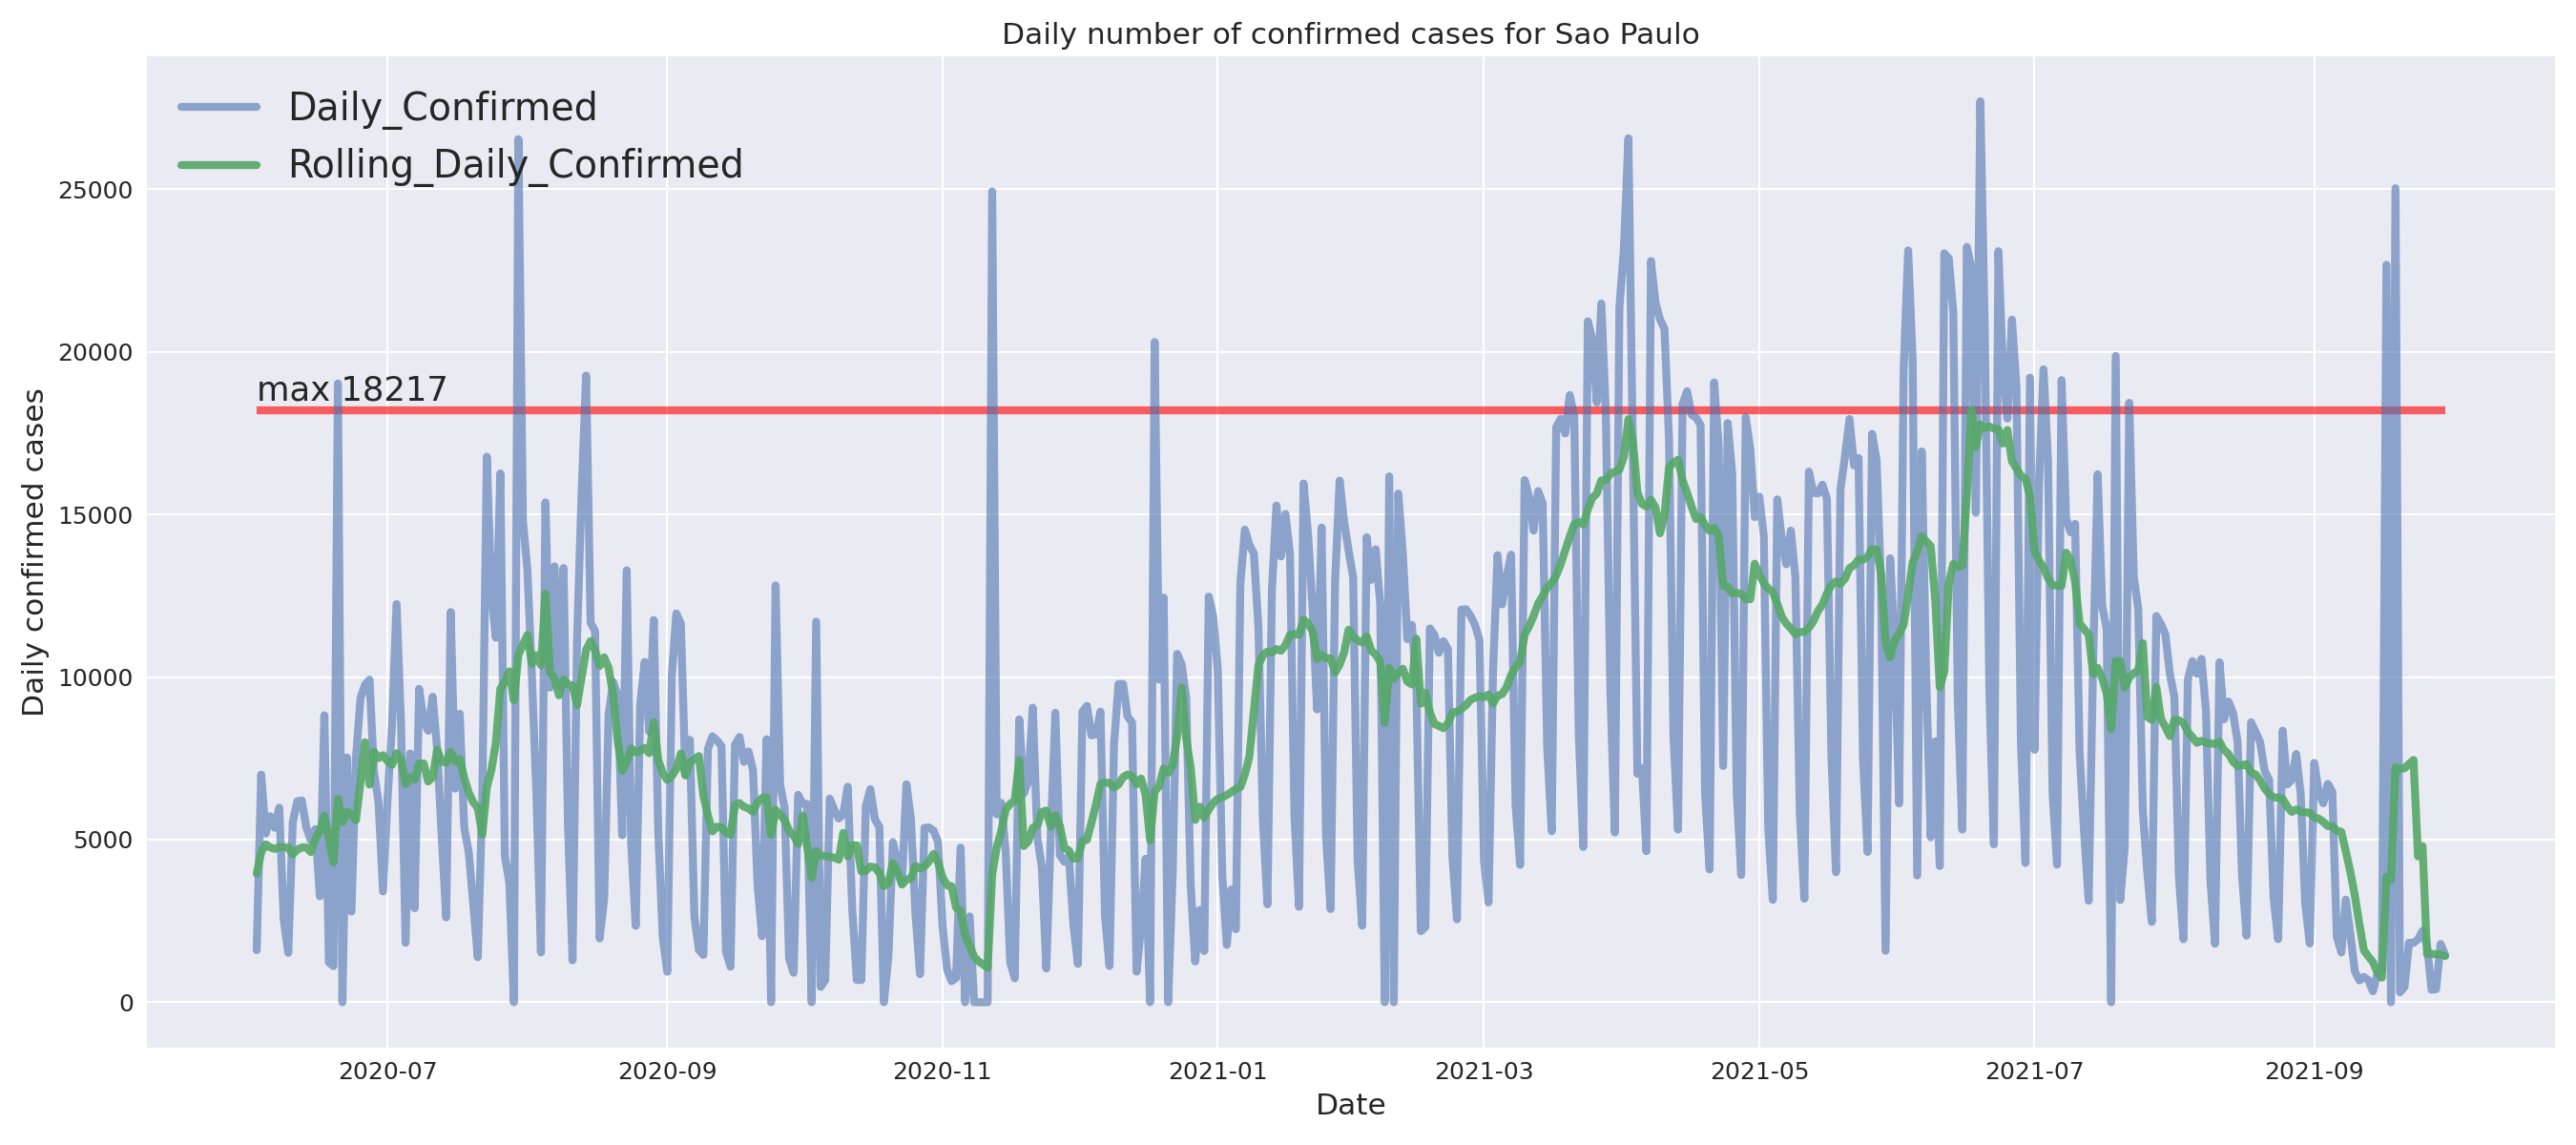 Daily number of confirmed cases for Sao Paulo
Daily_Confirmed
Rolling_Daily_Confirmed
max 18217
Daily confirmed cases
25000
20000
15000
10000
5000
0
2020-07 2020-09 2020-11 2021-01 2021-03 2021-05 2021-07 2021-09
Date